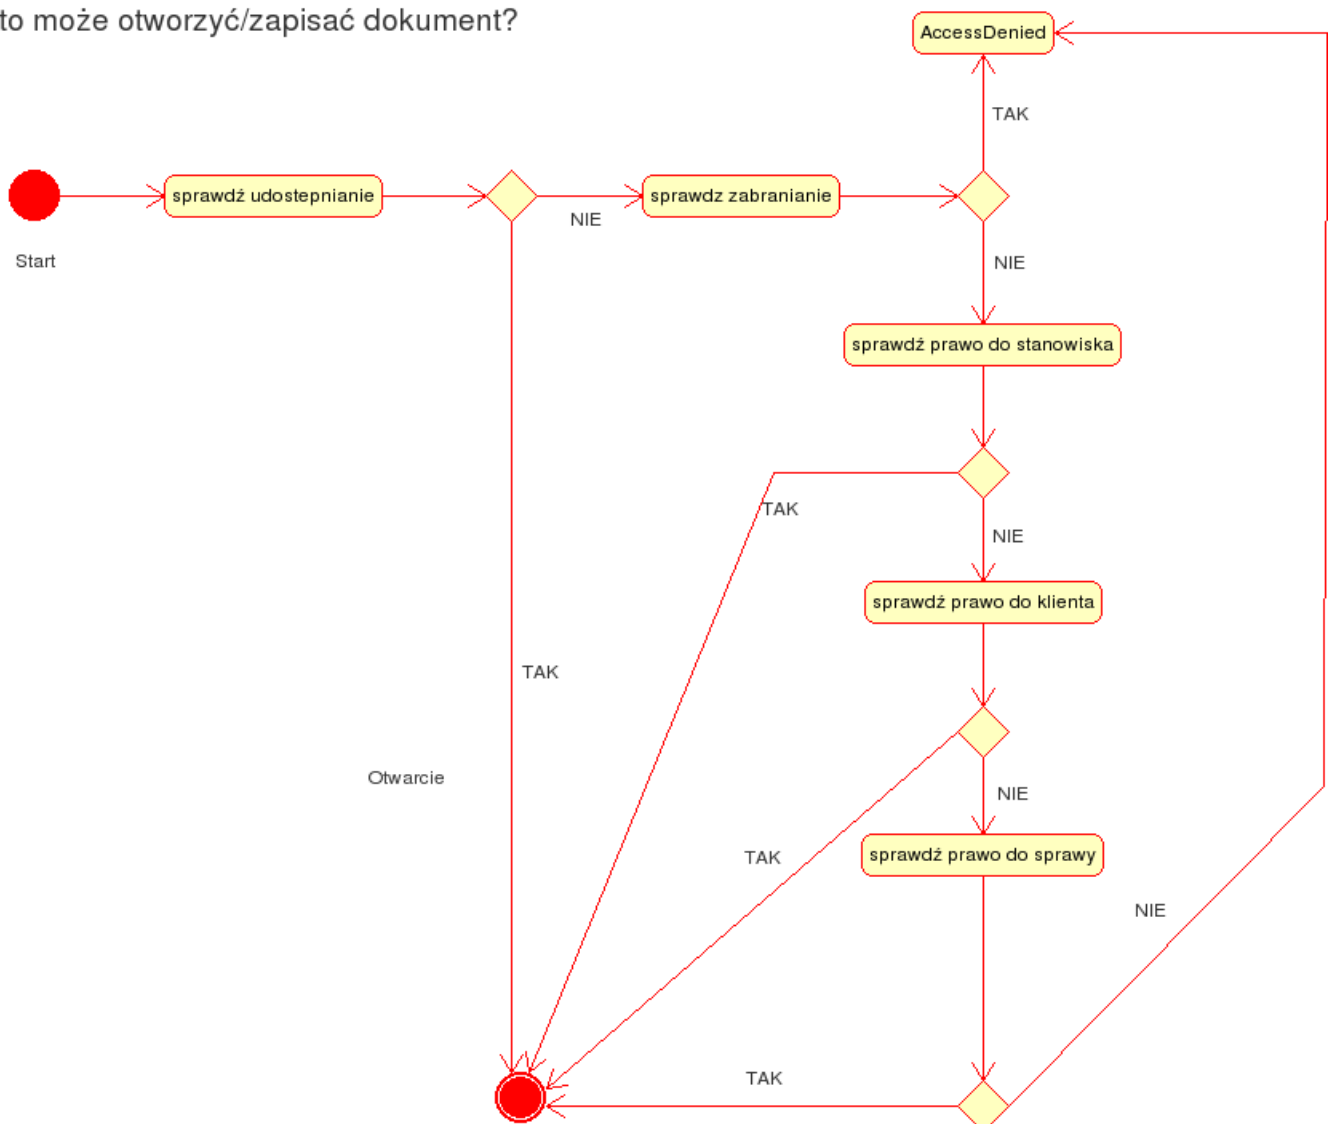 to może otworzyć/zapisać dokument?
AccessDenied
TAK
sprawdź udostepnianie
NIE
sprawdz zabranianie
Start
NIE
sprawdź prawo do stanowiska
TAK
NIE
sprawdź prawo do klienta
TAK
Otwarcie
NIE
TAK
sprawdź prawo do sprawy
NIE
TAK